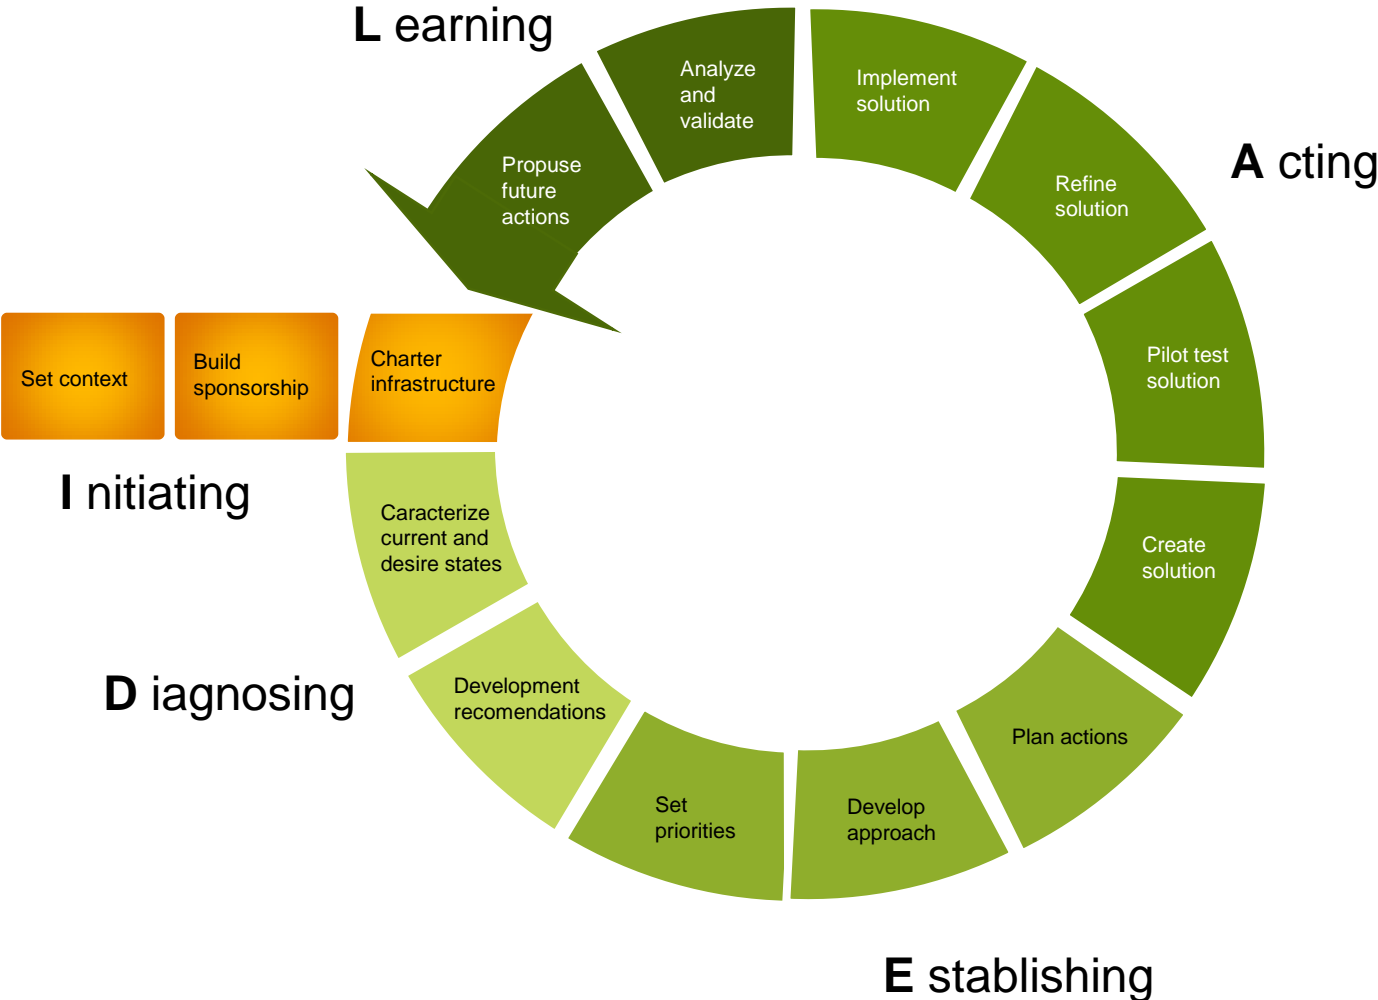 L earning
Analyze
and
validate
Implement
solution
Propuse
future
actions
Refine
solution
A cting
Pilot test
solution
Set context
Build
sponsorship
Charter
infrastructure
I nitiating
Caracterize
current and
desire states
Create
solution
D iagnosing
Development
recomendations
Plan actions
Set
priorities
Develop
approach
E stablishing